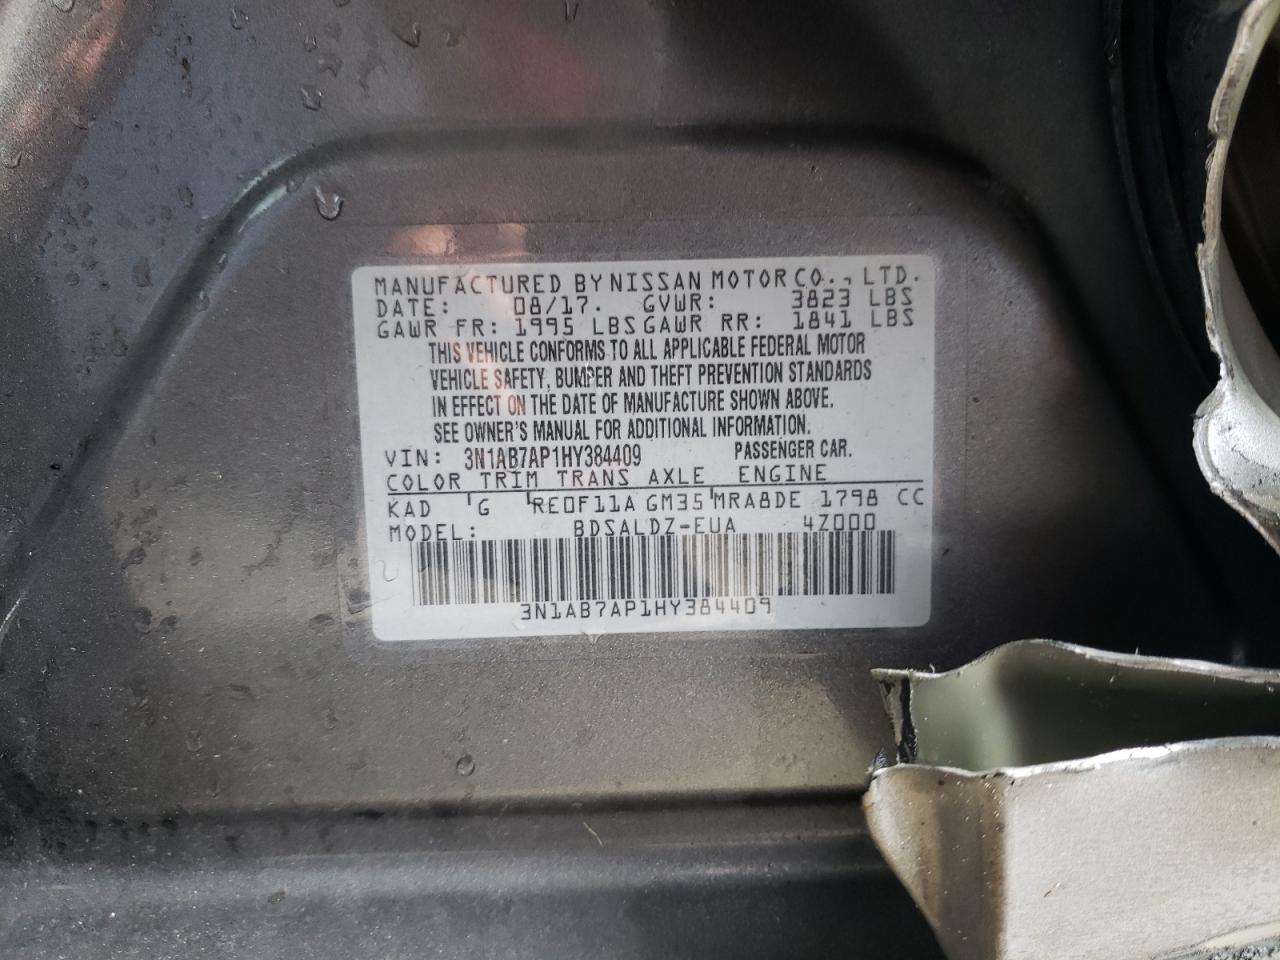 MANUFACTURED BY NISSAN MOTOR CO., LTD.
DATE: 08/17. GVWR: 3823 LBS
GAWR FR: 1995 LBS GAWR RR: 1841 LBS
THIS VEHICLE CONFORMS TO ALL APPLICABLE FEDERAL MOTOR
VEHICLE SAFETY, BUMPER AND THEFT PREVENTION STANDARDS
IN EFFECT ON THE DATE OF MANUFACTURE SHOWN ABOVE.
SEE OWNER'S MANUAL FOR ADDITIONAL INFORMATION.
VIN: 3N1AB7AP1HY384409 PASSENGER CAR.
COLOR TRIM TRANS AXLE ENGINE
KAD G RE0F11A GM35 MRA8DE 1798 CC
MODEL: BDSALDZ-EUA 4Z000
3N1AB7AP1HY384409